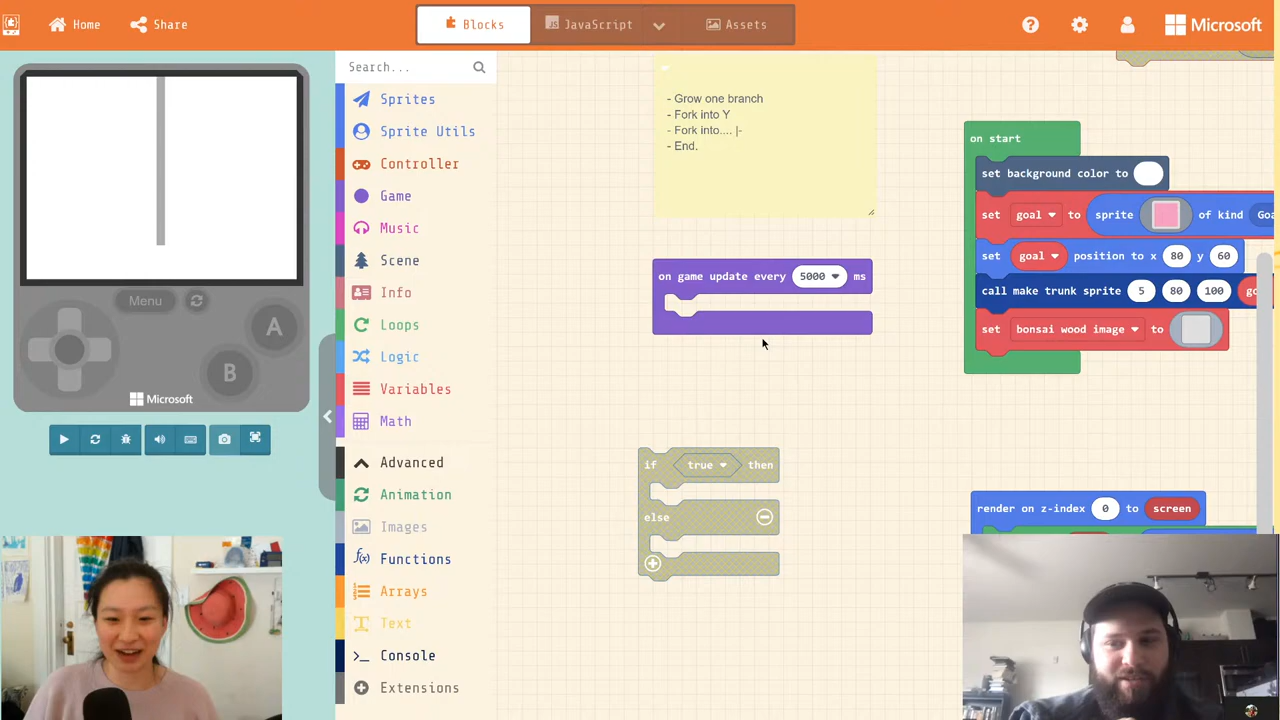 Home
Share
Blocks
JavaScript
Assets
Microsoft
Search...
Sprites
Sprite Utils
Controller
Game
Music
Scene
Info
Loops
Logic
Variables
Math
Advanced
Animation
Images
Functions
Arrays
Text
Console
Extensions
Menu
A
B
Microsoft
- Grow one branch
- Fork into Y
- Fork into.... |-
- End.
on game update every 5000 ms
if true then
else
on start
set background color to
set goal to sprite of kind
set goal position to x 80 y 60
call make trunk sprite 5 80 100
set bonsai wood image to
render on z-index 0 to screen